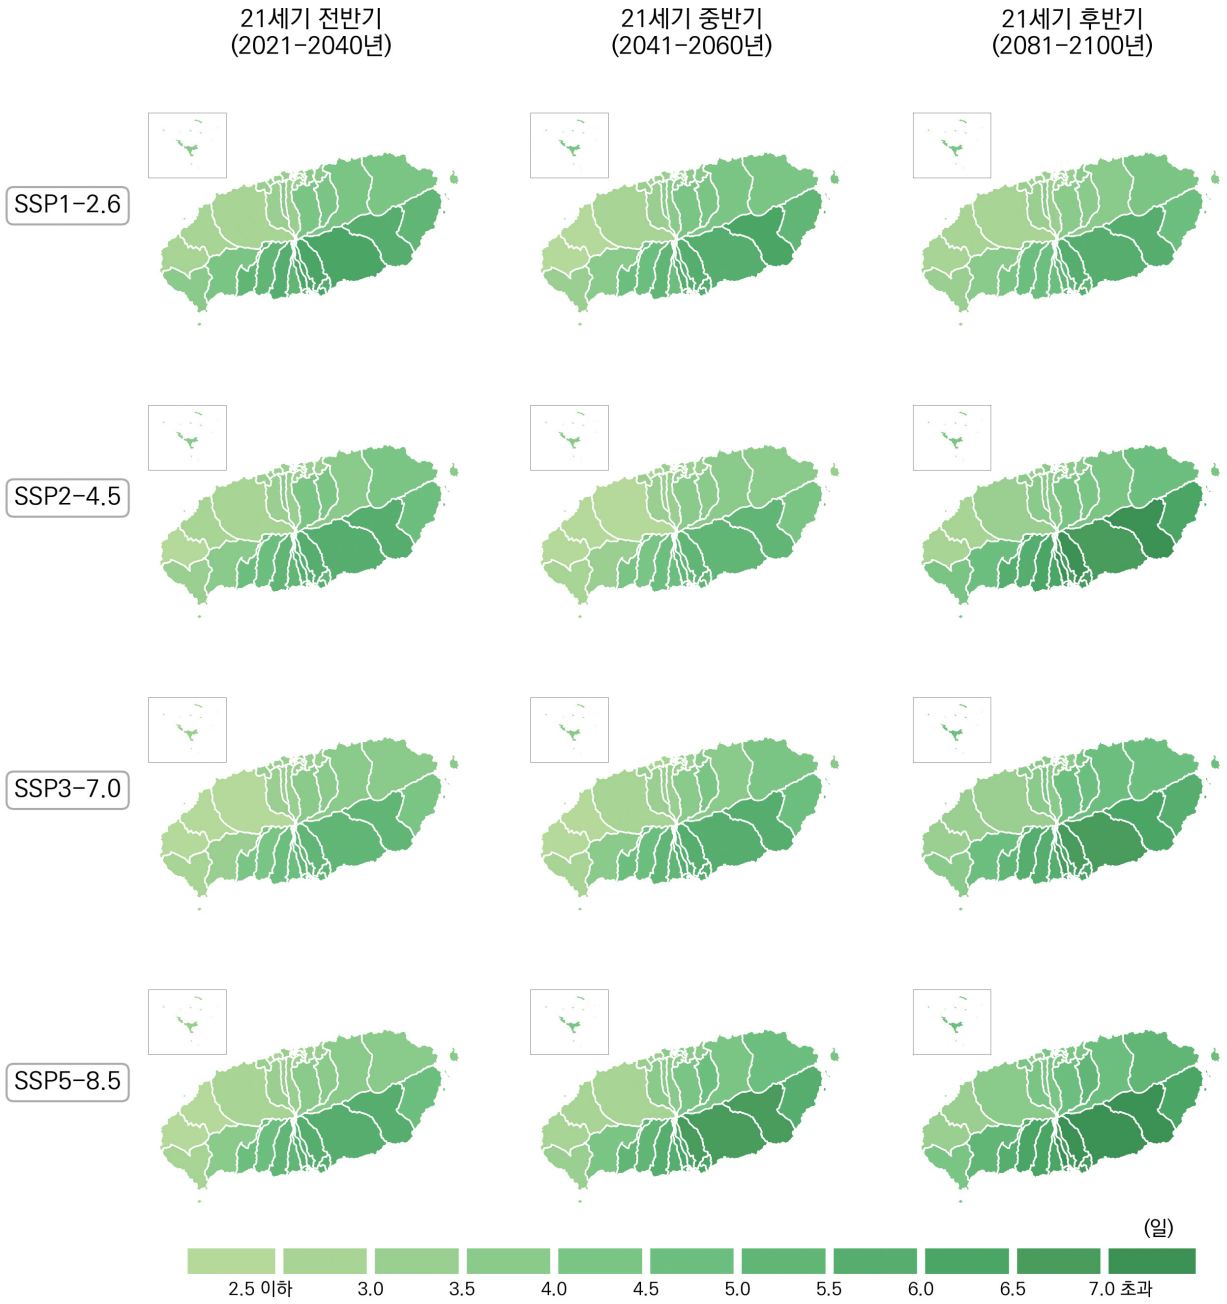 21세기 전반기
(2021-2040년)
21세기 중반기
(2041-2060년)
21세기 후반기
(2081-2100년)
SSP1-2.6
SSP2-4.5
SSP3-7.0
SSP5-8.5
(일)
2.5 이하 3.0 3.5 4.0 4.5 5.0 5.5 6.0 6.5 7.0 초과